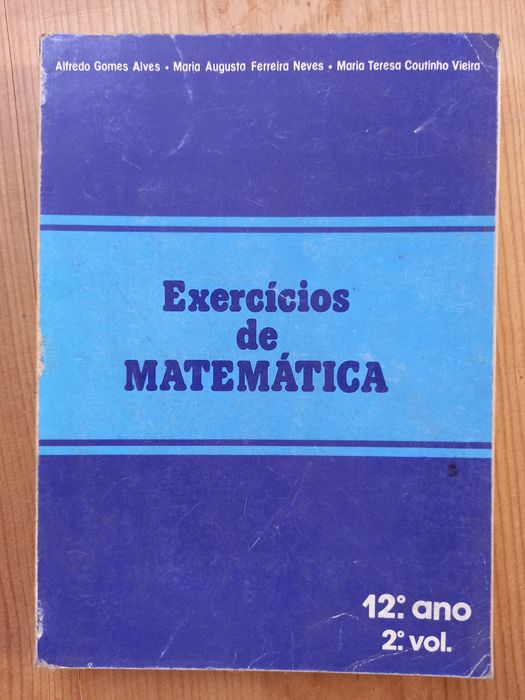 Alfredo Gomes Alves • Maria Augusta Ferreira Neves • Maria Teresa Coutinho Vieira
Exercícios
de
MATEMÁTICA
12.º ano
2.º vol.